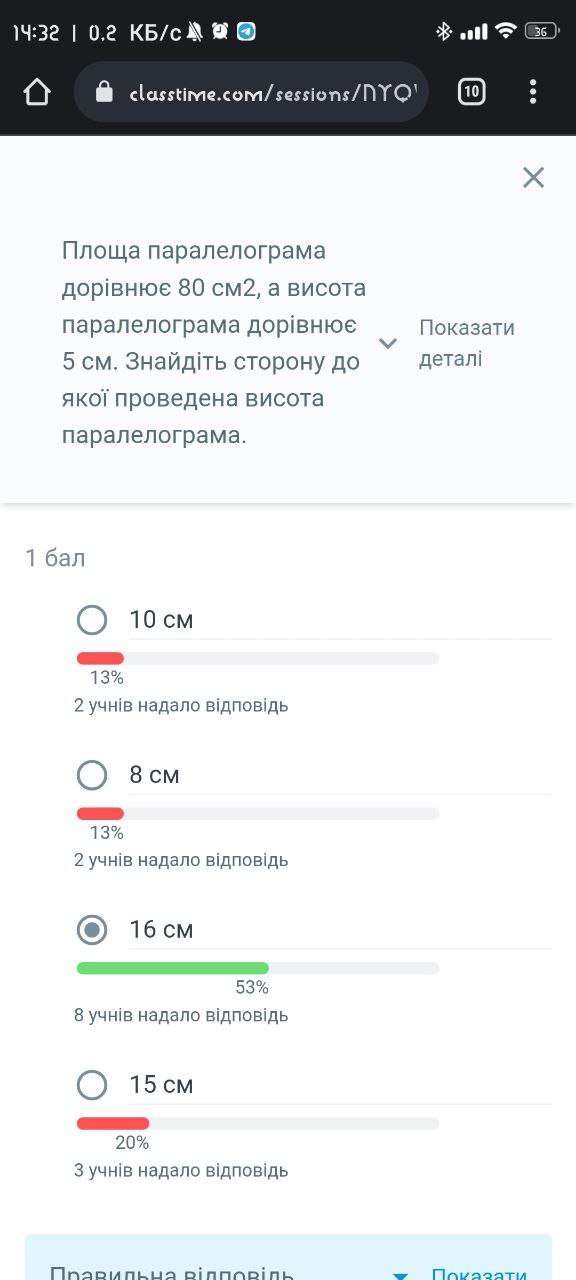 14:32 | 0.2 КБ/с 36
classtime.com/sessions/
10
Площа паралелограма
дорівнює 80 см2, а висота
паралелограма дорівнює
5 см. Знайдіть сторону до
якої проведена висота
паралелограма.
Показати
деталі
1 бал
10 см
13%
2 учнів надало відповідь
8 см
13%
2 учнів надало відповідь
16 см
53%
8 учнів надало відповідь
15 см
20%
3 учнів надало відповідь
Правильна відповідь Показати